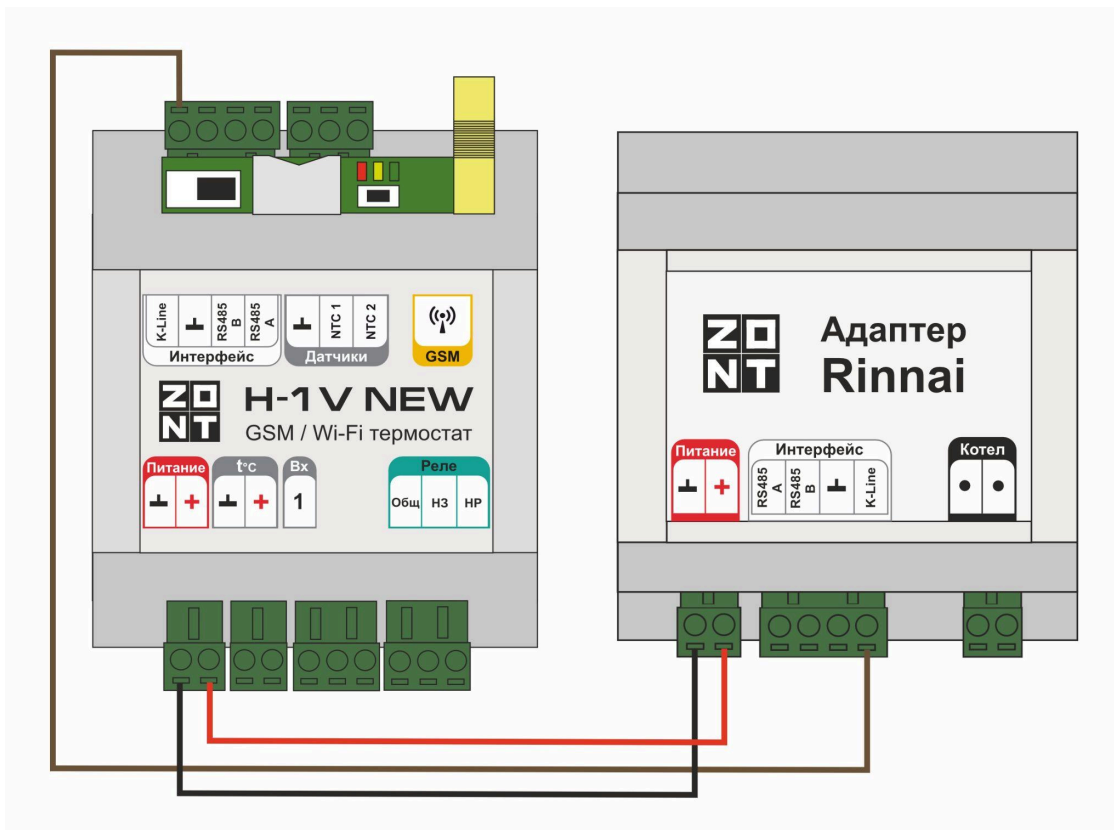 K-Line
RS485 B
RS485 A
NTC 1
NTC 2
Интерфейс
Датчики
GSM
ZONT
H-1V NEW
GSM / Wi-Fi термостат
Питание
t°C
Вх
Реле
+
+
1
Общ
НЗ
НР
ZONT
Адаптер
Rinnai
Питание
Интерфейс
Котел
+
RS485 A
RS485 B
K-Line